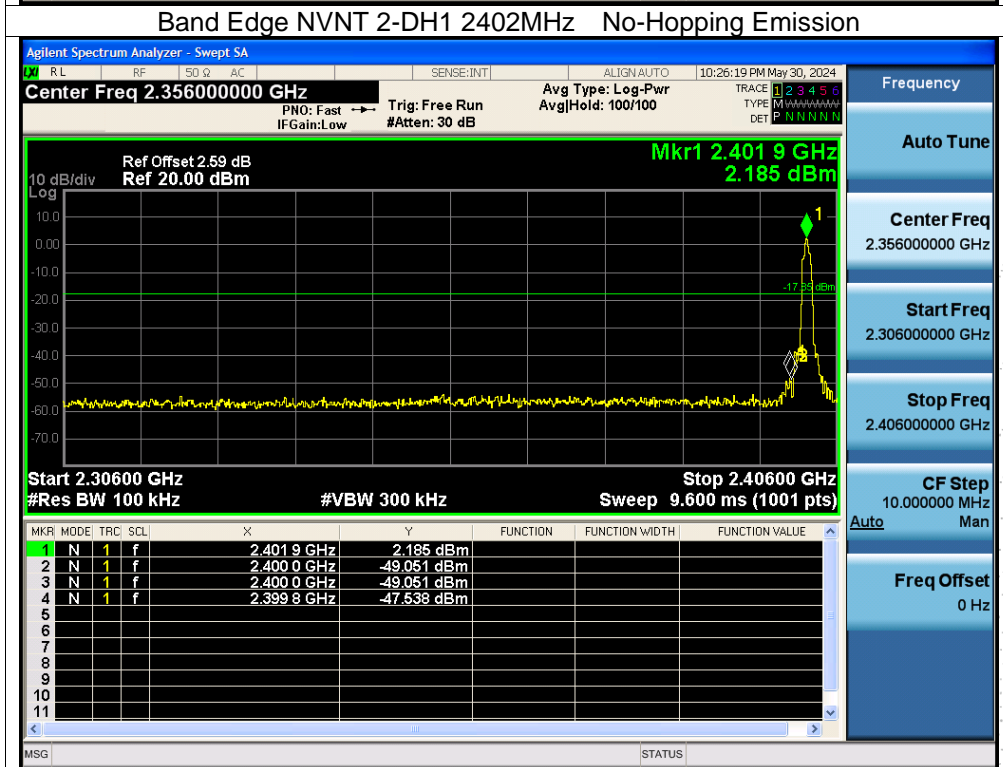 Band Edge NVNT 2-DH1 2402MHz No-Hopping Emission
Agilent Spectrum Analyzer - Swept SA
LXI RL RF 50 Ω AC SENSE:INT ALIGN AUTO 10:26:19 PM May 30, 2024
Center Freq 2.356000000 GHz
PNO: Fast
IFGain:Low
Trig: Free Run
#Atten: 30 dB
Avg Type: Log-Pwr
Avg|Hold: 100/100
TRACE 1 2 3 4 5 6
TYPE M WWWWW
DET P N N N N N
Frequency
Auto Tune
Center Freq
2.356000000 GHz
Start Freq
2.306000000 GHz
Stop Freq
2.406000000 GHz
CF Step
10.000000 MHz
Auto Man
Freq Offset
0 Hz
Mkr1 2.401 9 GHz
2.185 dBm
Ref Offset 2.59 dB
10 dB/div Ref 20.00 dBm
Log
10.0
0.00
-10.0
-20.0
-30.0
-40.0
-50.0
-60.0
-70.0
1
Start 2.30600 GHz Stop 2.40600 GHz
#Res BW 100 kHz #VBW 300 kHz Sweep 9.600 ms (1001 pts)
MKR MODE TRC SCL X Y FUNCTION FUNCTION WIDTH FUNCTION VALUE
1 N 1 f 2.401 9 GHz 2.185 dBm
2 N 1 f 2.400 0 GHz -49.051 dBm
3 N 1 f 2.400 0 GHz -49.051 dBm
4 N 1 f 2.399 8 GHz -47.538 dBm
5
6
7
8
9
10
11
MSG STATUS